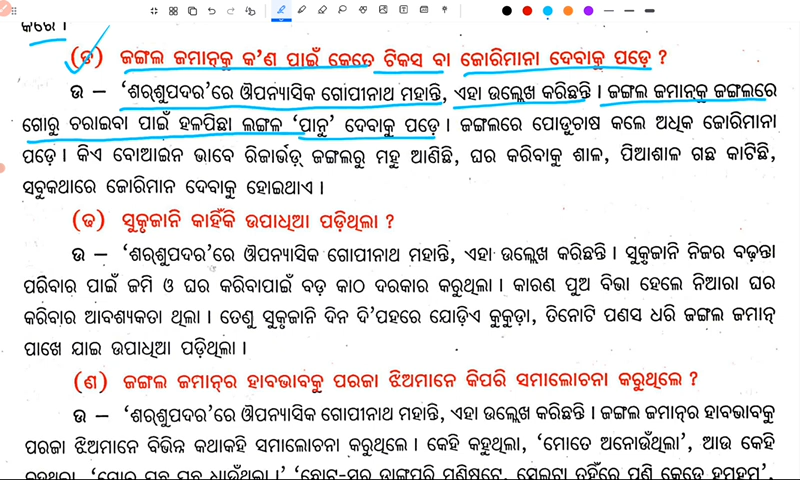 କରେ ।
(ଡ) ଜଙ୍ଗଲ ଜମାନ୍‌କୁ କ'ଣ ପାଇଁ କେତେ ଟିକସ ବା ଜୋରିମାନା ଦେବାକୁ ପଡ଼େ ?
ଉ – 'ଶର୍‌ଶୁପଦର'ରେ ଔପନ୍ୟାସିକ ଗୋପୀନାଥ ମହାନ୍ତି, ଏହା ଉଲ୍ଲେଖ କରିଛନ୍ତି । ଜଙ୍ଗଲ ଜମାନ୍‌କୁ ଜଙ୍ଗଲରେ
ଗୋରୁ ଚରାଇବା ପାଇଁ ହଳପିଛା ଲଙ୍ଗଳ 'ପାନୁ' ଦେବାକୁ ପଡ଼େ । ଜଙ୍ଗଲରେ ପୋଡୁଚାଷ କଲେ ଅଧିକ ଜୋରିମାନା
ପଡ଼େ । କିଏ ବୋଆଇନ ଭାବେ ରିଜାର୍ଭଡ଼୍ ଜଙ୍ଗଲରୁ ମହୁ ଆଣିଛି, ଘର କରିବାକୁ ଶାଳ, ପିଆଶାଳ ଗଛ କାଟିଛି,
ସବୁକଥାରେ ଜୋରିମାନ ଦେବାକୁ ହୋଇଥାଏ ।
(ଢ) ସୁକ୍ରୁଜାନି କାହିଁକି ଉପାଧିଆ ପଡ଼ିଥିଲା ?
ଉ – 'ଶର୍‌ଶୁପଦର'ରେ ଔପନ୍ୟାସିକ ଗୋପୀନାଥ ମହାନ୍ତି, ଏହା ଉଲ୍ଲେଖ କରିଛନ୍ତି । ସୁକ୍ରୁଜାନି ନିଜର ବଢ଼ନ୍ତା
ପରିବାର ପାଇଁ ଜମି ଓ ଘର କରିବାପାଇଁ ବଡ଼ କାଠ ଦରକାର କରୁଥିଲା । କାରଣ ପୁଅ ବିଭା ହେଲେ ନିଆରା ଘର
କରିବାର ଆବଶ୍ୟକତା ଥିଲା । ତେଣୁ ସୁକ୍ରୁଜାନି ଦିନ ଦି'ପହରେ ଯୋଡ଼ିଏ କୁକୁଡ଼ା, ତିନୋଟି ପଣସ ଧରି ଜଙ୍ଗଲ ଜମାନ୍
ପାଖେ ଯାଇ ଉପାଧିଆ ପଡ଼ିଥିଲା ।
(ଣ) ଜଙ୍ଗଲ ଜମାନ୍‌ର ହାବଭାବକୁ ପରଜା ଝିଅମାନେ କିପରି ସମାଲୋଚନା କରୁଥିଲେ ?
ଉ – 'ଶର୍‌ଶୁପଦର'ରେ ଔପନ୍ୟାସିକ ଗୋପୀନାଥ ମହାନ୍ତି, ଏହା ଉଲ୍ଲେଖ କରିଛନ୍ତି । ଜଙ୍ଗଲ ଜମାନ୍‌ର ହାବଭାବକୁ
ପରଜା ଝିଅମାନେ ବିଭିନ୍ନ କଥାକହି ସମାଲୋଚନା କରୁଥିଲେ । କେହି କହୁଥିଲା, 'ମୋତେ ଅନୋଉଁଥିଲା', ଆଉ କେହି